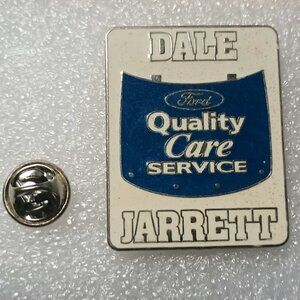 DALE
Ford
Quality
Care
SERVICE
JARRETT